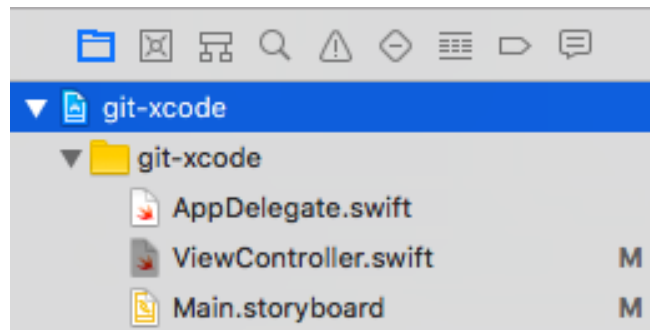 git-xcode
git-xcode
AppDelegate.swift
ViewController.swift M
Main.storyboard M